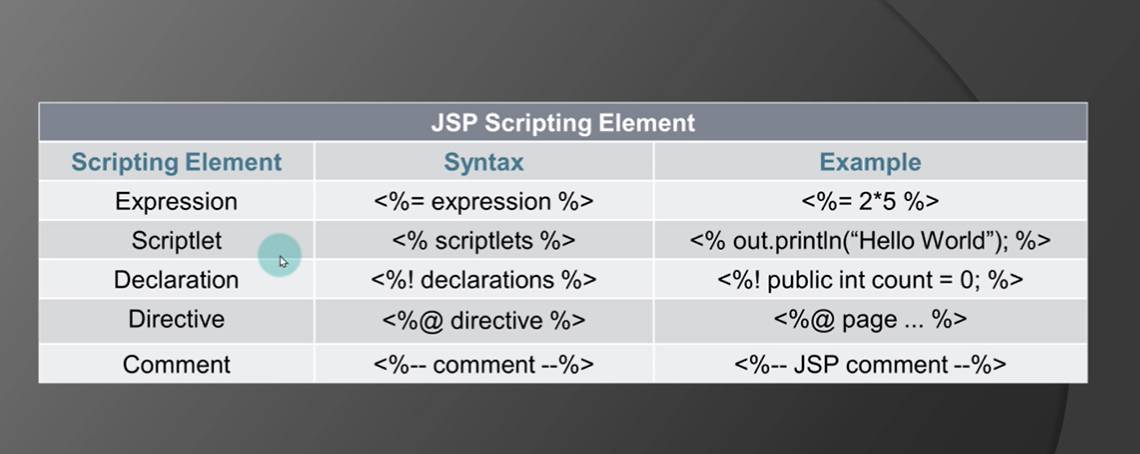 JSP Scripting Element
Scripting Element Syntax Example
Expression <%= expression %> <%= 2*5 %>
Scriptlet <% scriptlets %> <% out.println(“Hello World”); %>
Declaration <%! declarations %> <%! public int count = 0; %>
Directive <%@ directive %> <%@ page ... %>
Comment <%-- comment --%> <%-- JSP comment --%>